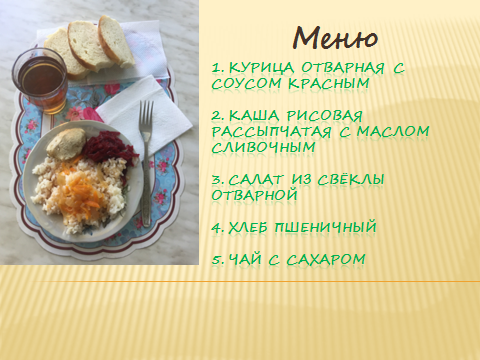 Меню
1. КУРИЦА ОТВАРНАЯ С
СОУСОМ КРАСНЫМ
2. КАША РИСОВАЯ
РАССЫПЧАТАЯ С МАСЛОМ
СЛИВОЧНЫМ
3. САЛАТ ИЗ СВЁКЛЫ
ОТВАРНОЙ
4. ХЛЕБ ПШЕНИЧНЫЙ
5. ЧАЙ С САХАРОМ